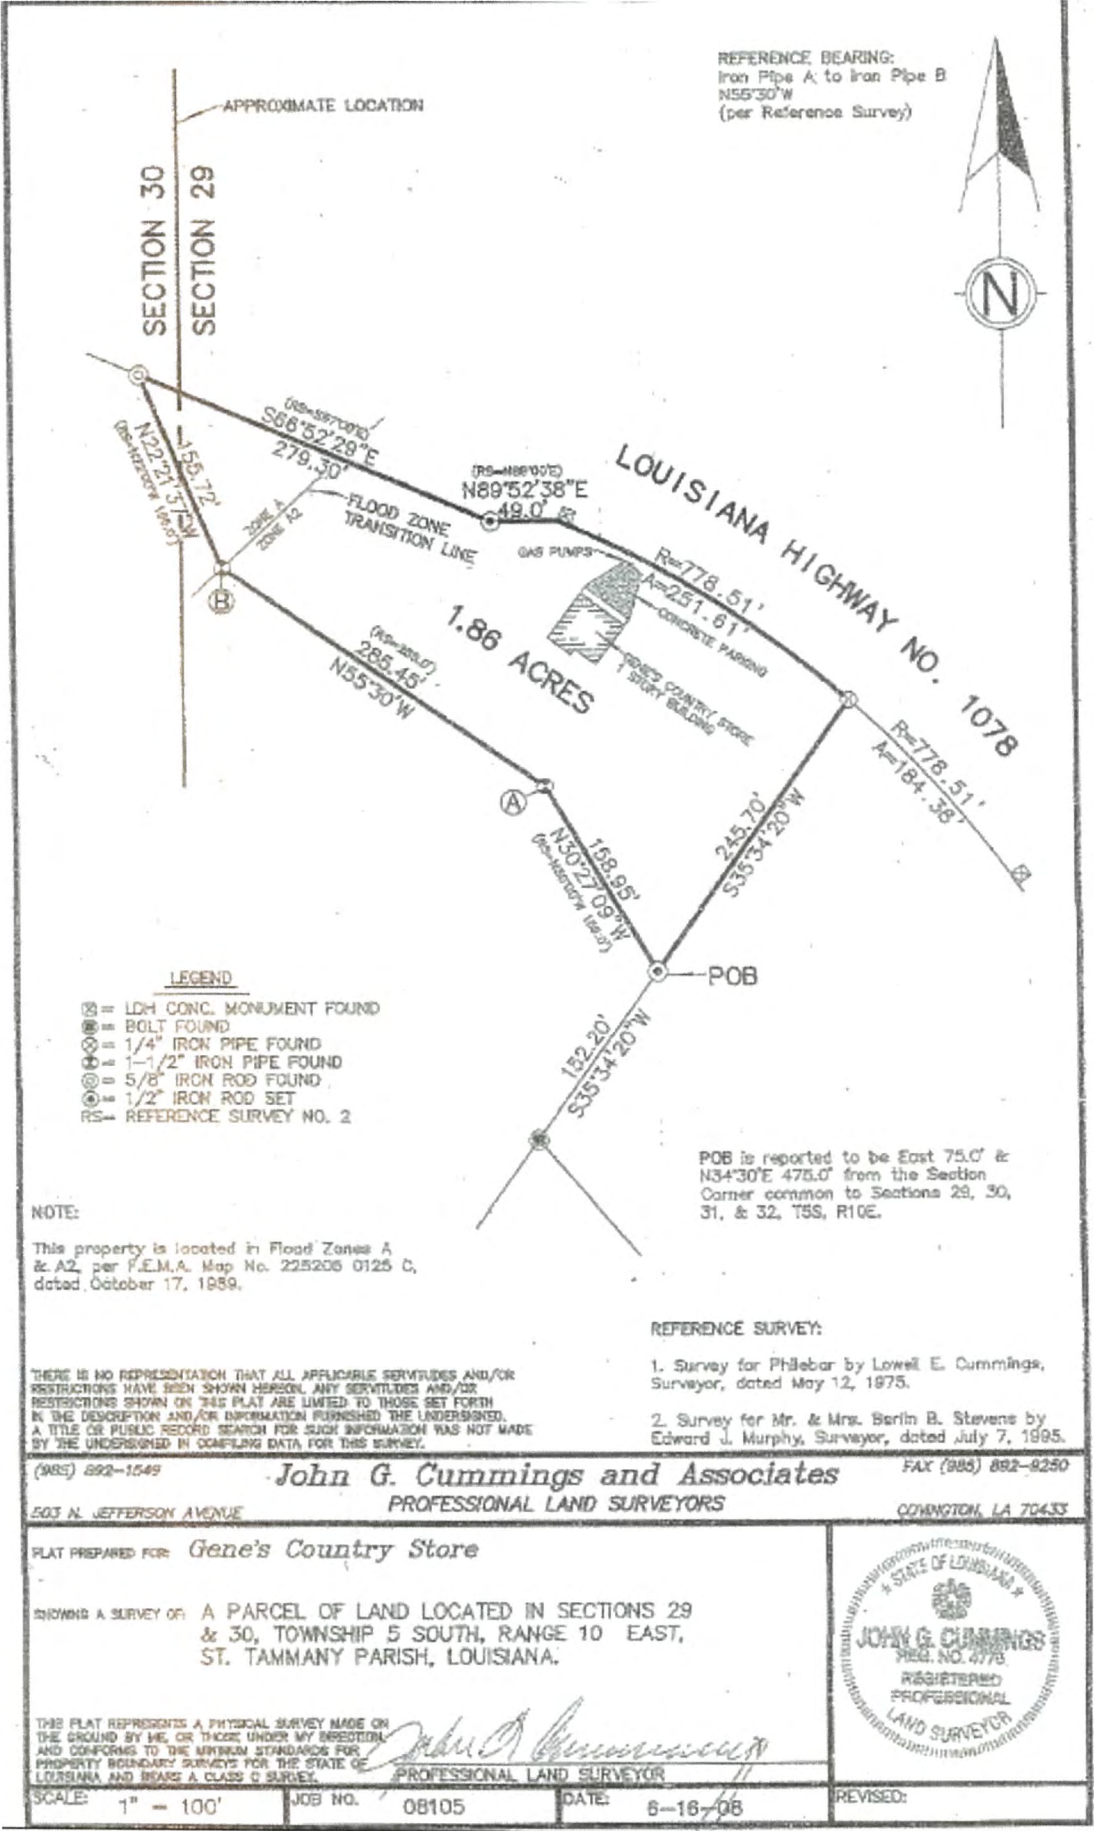 REFERENCE BEARING:
Iron Pipe A to Iron Pipe B
N55°30'W
(per Reference Survey)
APPROXIMATE LOCATION
SECTION 30
SECTION 29
N
(RS=S67°00'E)
S66°52'29"E
279.30'
(RS=N89°00'E)
N89°52'38"E
49.0'
LOUISIANA HIGHWAY NO. 1078
N22°21'37"W
155.72'
ZONE A
ZONE A2
FLOOD ZONE
TRANSITION LINE
GAS PUMPS
R=778.51'
A=251.61'
CONCRETE PARKING
GENE'S COUNTRY STORE
1 STORY BUILDING
1.86 ACRES
B
(RS=285.0')
285.45'
N55°30'W
R=778.51'
A=184.38'
A
158.95'
N30°27'09"W
245.70'
S35°34'20"W
POB
152.20'
S35°34'20"W
LEGEND
= LDH CONC. MONUMENT FOUND
= BOLT FOUND
= 1/4" IRON PIPE FOUND
= 1-1/2" IRON PIPE FOUND
= 5/8" IRON ROD FOUND
= 1/2" IRON ROD SET
RS= REFERENCE SURVEY NO. 2
POB is reported to be East 75.0' &
N34°30'E 475.0' from the Section
Corner common to Sections 29, 30,
31, & 32, T5S, R10E.
NOTE:
This property is located in Flood Zones A
& A2, per F.E.M.A. Map No. 225205 0125 C,
dated October 17, 1989.
REFERENCE SURVEY:
1. Survey for Philebar by Lowell E. Cummings,
Surveyor, dated May 12, 1975.
2. Survey for Mr. & Mrs. Berlin B. Stevens by
Edward J. Murphy, Surveyor, dated July 7, 1995.
THERE IS NO REPRESENTATION THAT ALL APPLICABLE SERVITUDES AND/OR
RESTRICTIONS HAVE BEEN SHOWN HEREON. ANY SERVITUDES AND/OR
RESTRICTIONS SHOWN ON THIS PLAT ARE LIMITED TO THOSE SET FORTH
IN THE DESCRIPTION AND/OR INFORMATION FURNISHED THE UNDERSIGNED.
A TITLE OR PUBLIC RECORD SEARCH FOR SUCH INFORMATION WAS NOT MADE
BY THE UNDERSIGNED IN COMPILING DATA FOR THIS SURVEY.
(985) 892-1549
John G. Cummings and Associates
FAX (985) 892-9250
503 N. JEFFERSON AVENUE
PROFESSIONAL LAND SURVEYORS
COVINGTON, LA 70433
PLAT PREPARED FOR: Gene's Country Store
SHOWING A SURVEY OF: A PARCEL OF LAND LOCATED IN SECTIONS 29
& 30, TOWNSHIP 5 SOUTH, RANGE 10 EAST,
ST. TAMMANY PARISH, LOUISIANA.
STATE OF LOUISIANA
JOHN G. CUMMINGS
REG. NO. 4770
REGISTERED
PROFESSIONAL
LAND SURVEYOR
THIS PLAT REPRESENTS A PHYSICAL SURVEY MADE ON
THE GROUND BY ME, OR THOSE UNDER MY DIRECTION,
AND CONFORMS TO THE MINIMUM STANDARDS FOR
PROPERTY BOUNDARY SURVEYS FOR THE STATE OF
LOUISIANA AND BEARS A CLASS C SURVEY.
John G Cummings
PROFESSIONAL LAND SURVEYOR
SCALE: 1" = 100'
JOB NO. 08105
DATE: 6-16-08
REVISED: